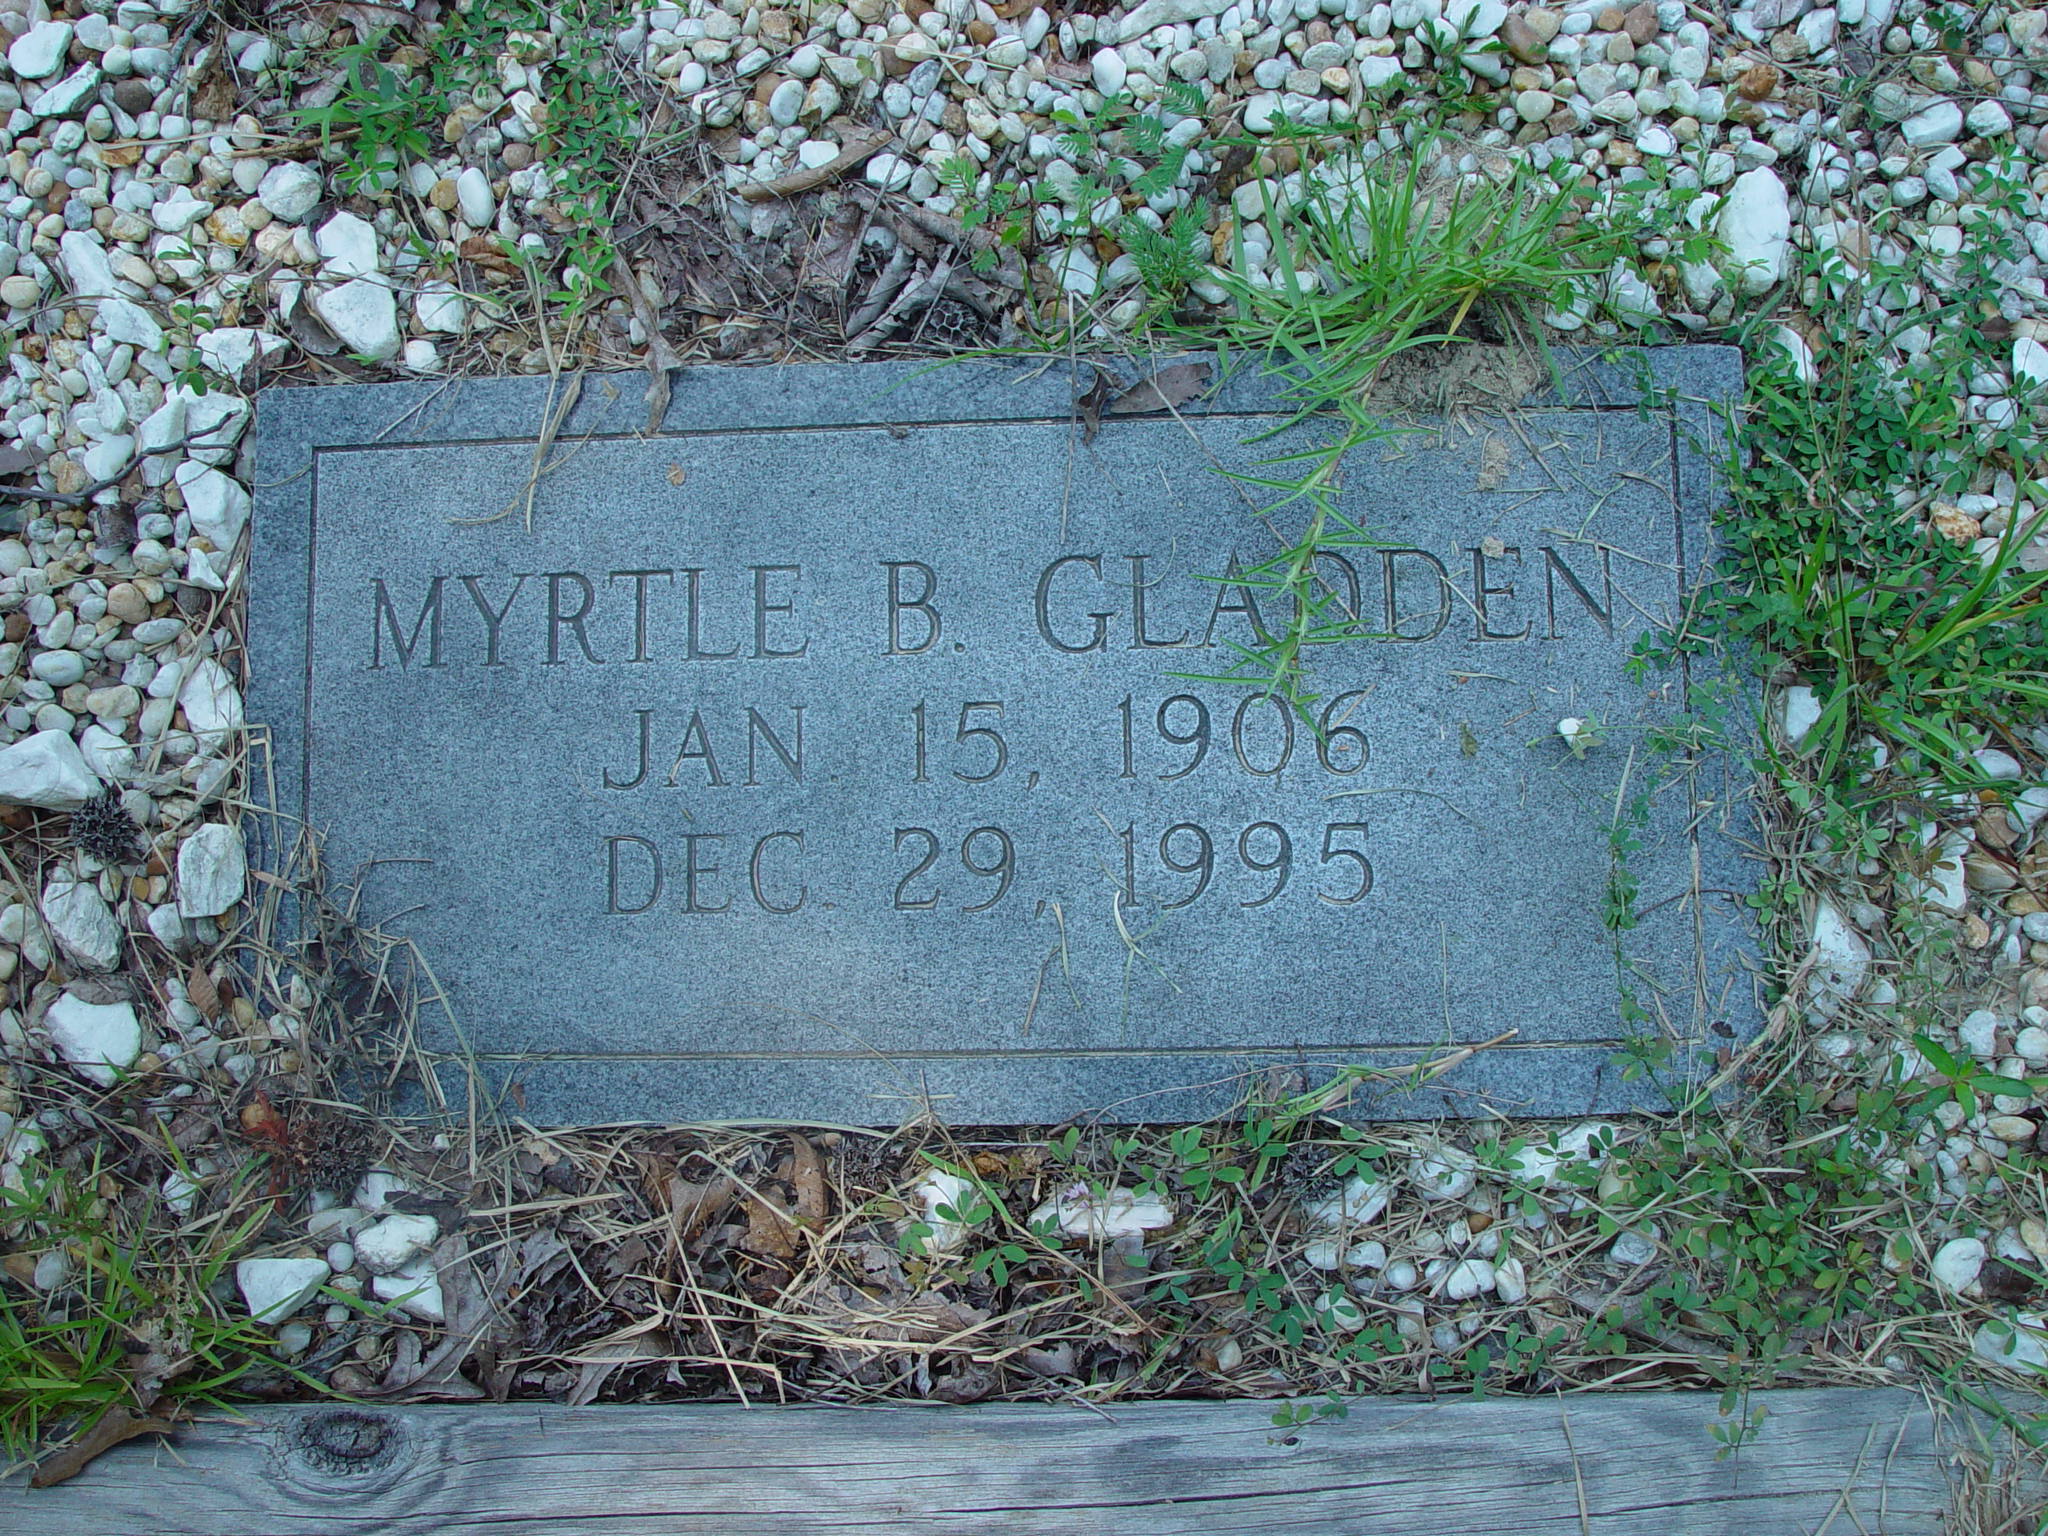 MYRTLE B. GLADDEN
JAN 15, 1906
DEC. 29, 1995